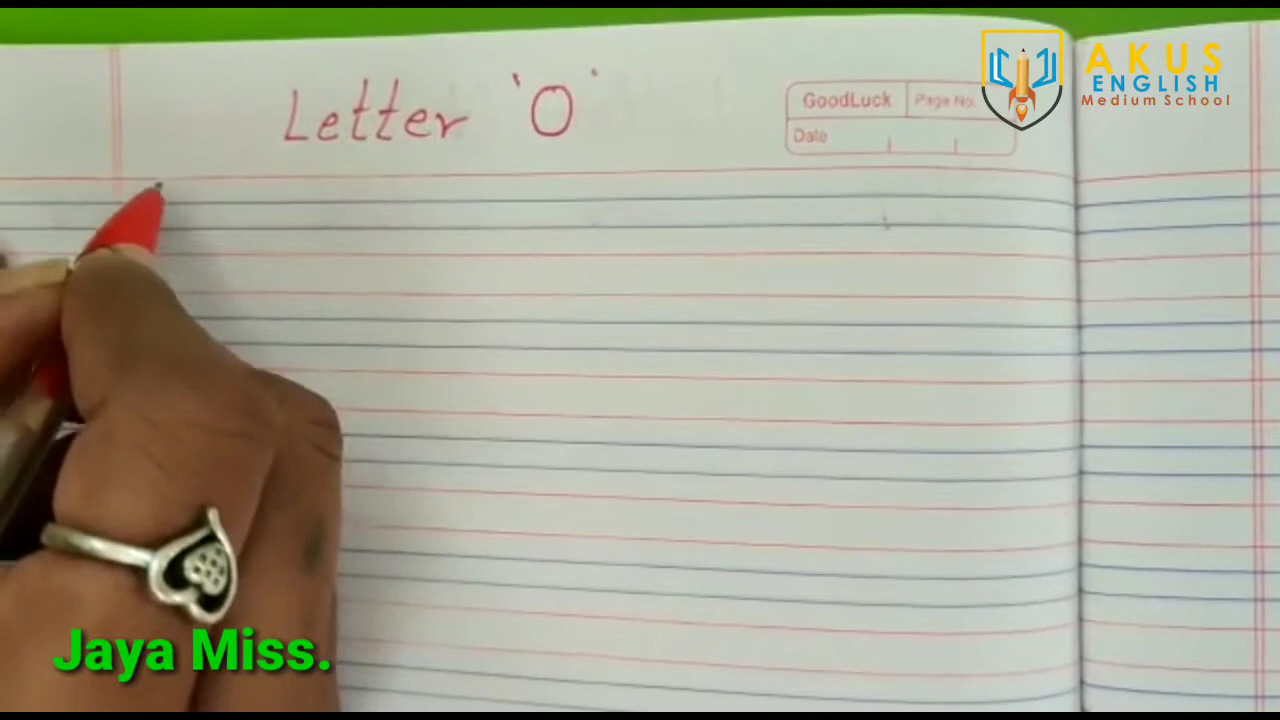 Letter 'O'
GoodLuck Page No.
Date
AKUS
ENGLISH
Medium School
Jaya Miss.